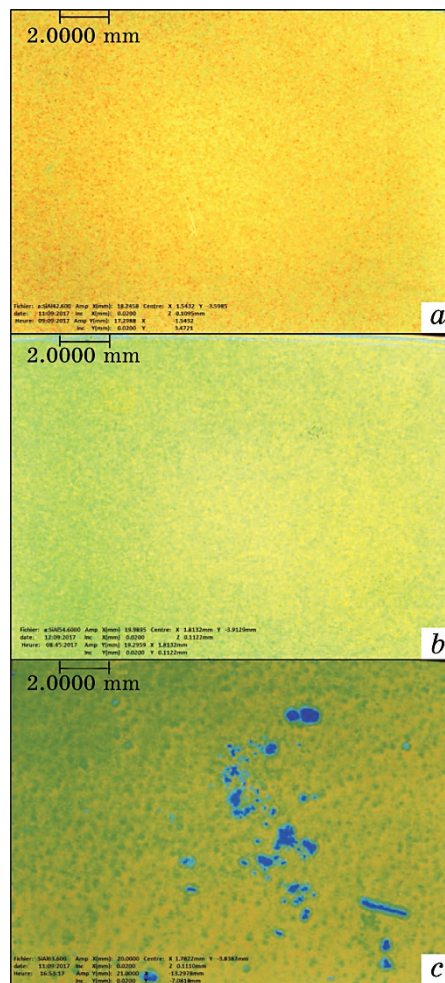 2.0000 mm
Fichier: a:SiAl42.600 Amp X(mm): 18.2458 Centre: X 1.5432 Y -3.5985
date: 11:09:2017 Inc X(mm): 0.0200 Z 0.1095mm
Heure: 09:09:2017 Amp Y(mm): 17.2988 X -1.5432
Inc Y(mm): 0.0200 Y 3.4721
a
2.0000 mm
Fichier: a:SiAl54.6000 Amp X(mm) 19.9885 Centre: X 1.8132mm Y -3.9129mm
date: 12:09:2017 Inc X(mm): 0.0200 Z 0.1122mm
Heure: 08:45:2017 Amp Y(mm): 19.2959 X 1.8132mm
Inc Y(mm): 0.0200 Y 0.1122mm
b
2.0000 mm
Fichier: a:SiAl63.600 Amp X(mm): 20.0000 Centre: X 1.7822mm Y -3.8382mm
date: 11:09:2017 Inc X(mm): 0.0200 Z 0.1110mm
Heure: 16:53:17 Amp Y(mm): 21.0000 -13.2978mm
Inc Y(mm): 0.0200 -7.0618mm
c